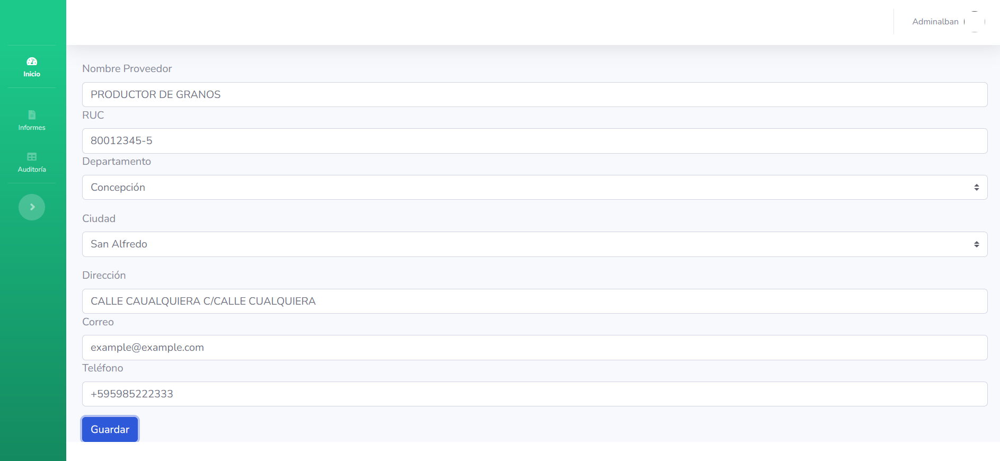 Adminalban
Inicio
Informes
Auditoría
Nombre Proveedor
PRODUCTOR DE GRANOS
RUC
80012345-5
Departamento
Concepción
Ciudad
San Alfredo
Dirección
CALLE CAUALQUIERA C/CALLE CUALQUIERA
Correo
example@example.com
Teléfono
+595985222333
Guardar